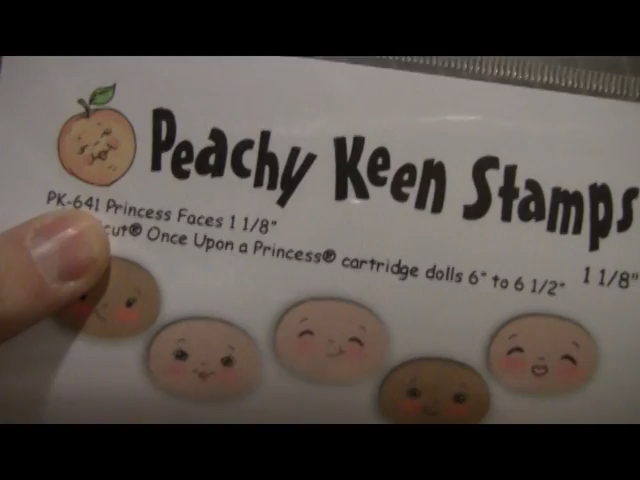 Peachy Keen Stamps
PK-641 Princess Faces 1 1/8"
cut® Once Upon a Princess® cartridge dolls 6" to 6 1/2"
1 1/8"